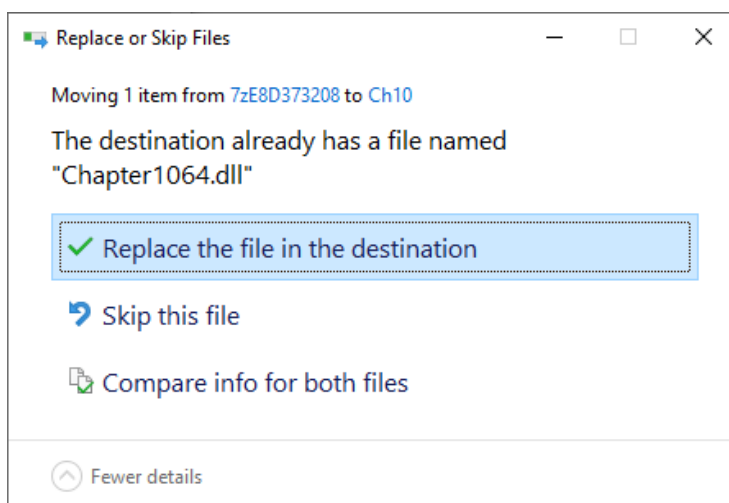 Replace or Skip Files
Moving 1 item from 7zE8D373208 to Ch10
The destination already has a file named
"Chapter1064.dll"
Replace the file in the destination
Skip this file
Compare info for both files
Fewer details